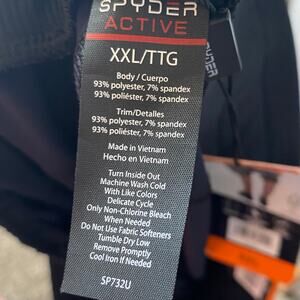 SPYDER
ACTIVE
XXL/TTG
Body / Cuerpo
93% polyester, 7% spandex
93% poliéster, 7% spandex
Trim/Detalles
93% polyester, 7% spandex
93% poliéster, 7% spandex
Made in Vietnam
Hecho en Vietnam
Turn Inside Out
Machine Wash Cold
With Like Colors
Delicate Cycle
Only Non-Chlorine Bleach
When Needed
Do Not Use Fabric Softeners
Tumble Dry Low
Remove Promptly
Cool Iron If Needed
SP732U
SPYDER